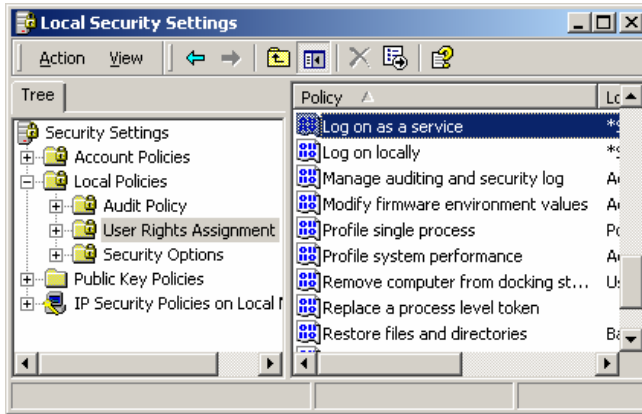 Local Security Settings
Action View
Tree
Security Settings
Account Policies
Local Policies
Audit Policy
User Rights Assignment
Security Options
Public Key Policies
IP Security Policies on Local
Policy
Log on as a service
Log on locally
Manage auditing and security log
Modify firmware environment values
Profile single process
Profile system performance
Remove computer from docking st...
Replace a process level token
Restore files and directories